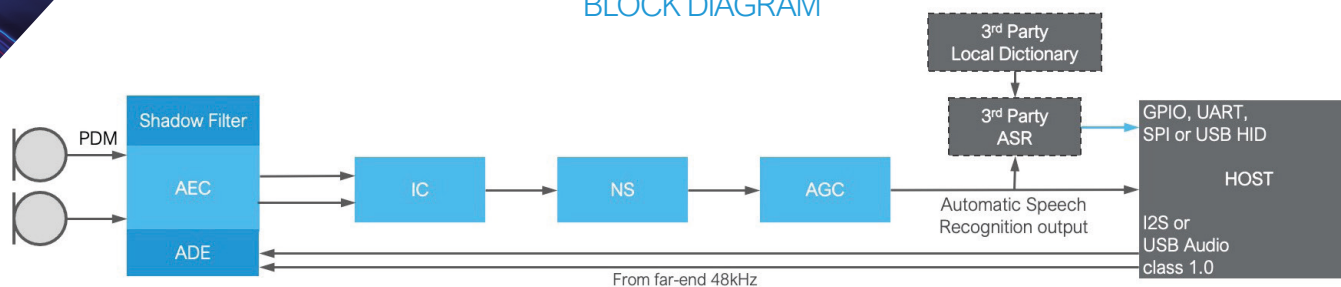 BLOCK DIAGRAM
3rd Party
Local Dictionary
Shadow Filter
PDM
AEC
ADE
IC
NS
AGC
3rd Party
ASR
Automatic Speech
Recognition output
GPIO, UART,
SPI or USB HID
HOST
I2S or
USB Audio
class 1.0
From far-end 48kHz